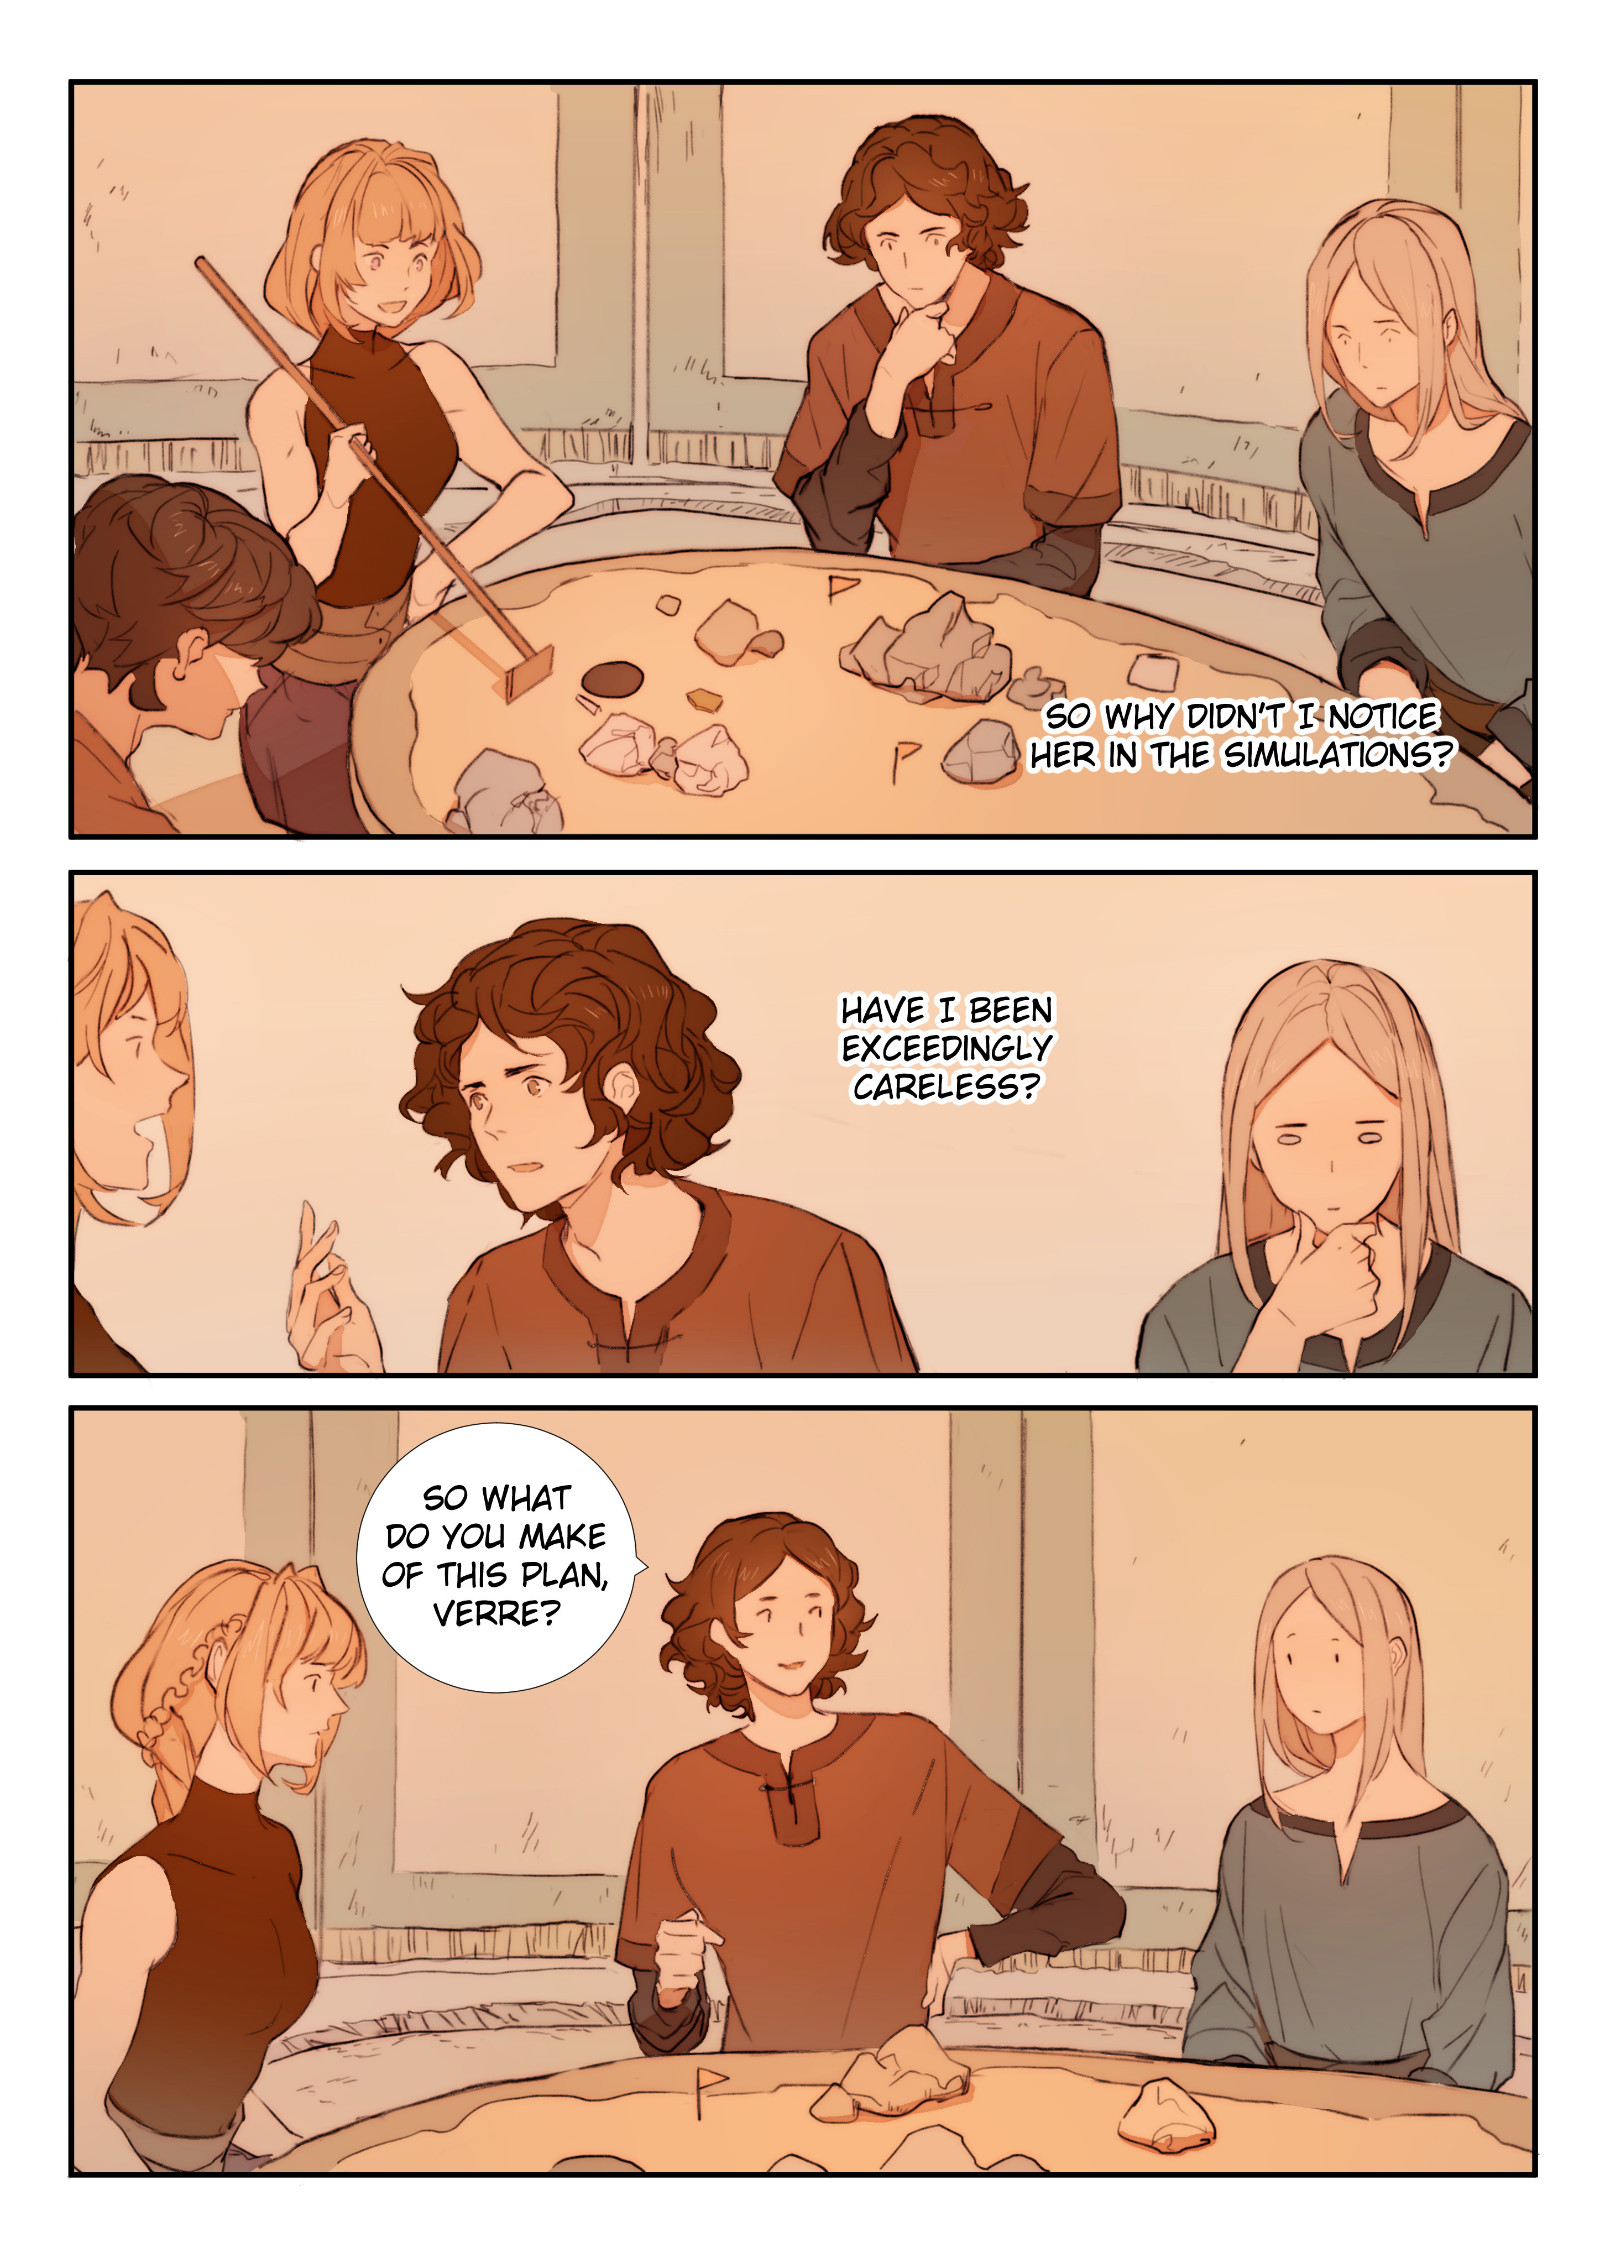 SO WHY DIDN'T I NOTICE
HER IN THE SIMULATIONS?
HAVE I BEEN
EXCEEDINGLY
CARELESS?
SO WHAT
DO YOU MAKE
OF THIS PLAN,
VERRE?